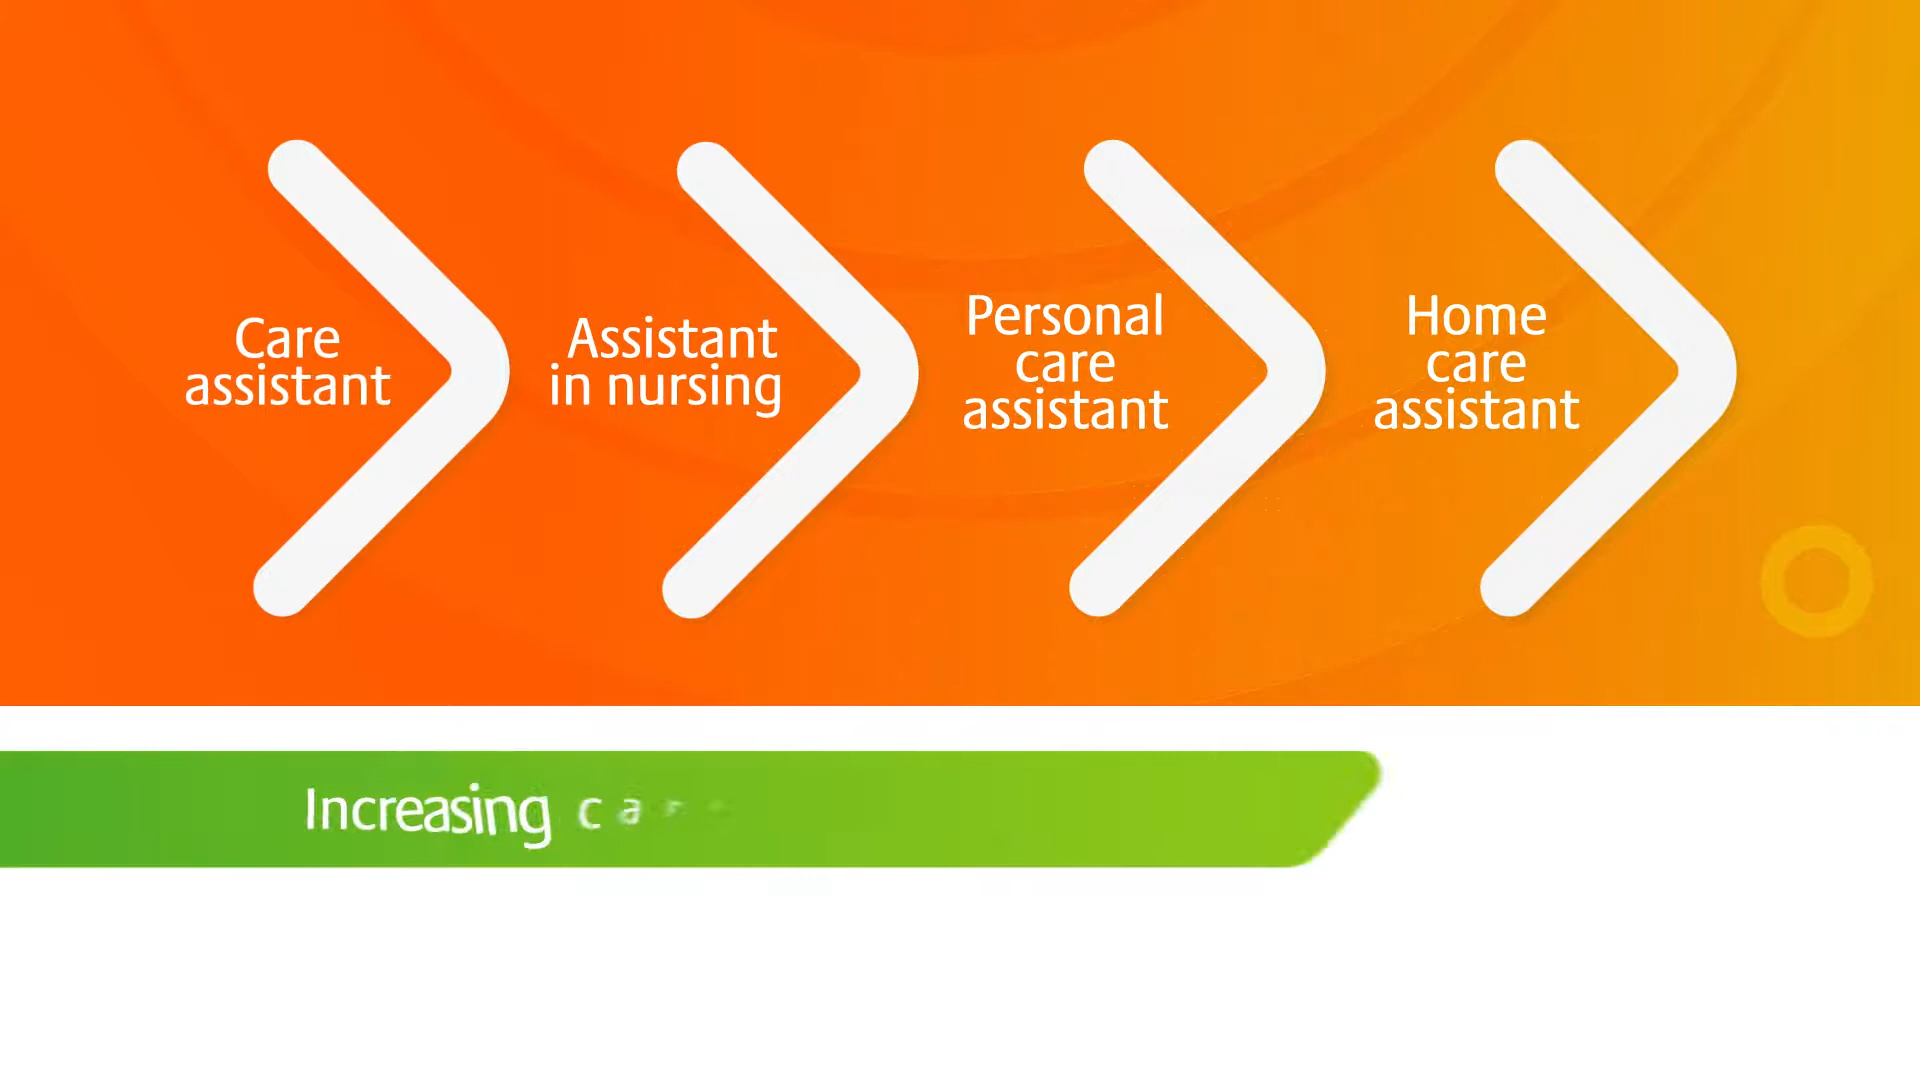 Care
assistant
Assistant
in nursing
Personal
care
assistant
Home
care
assistant
Increasing